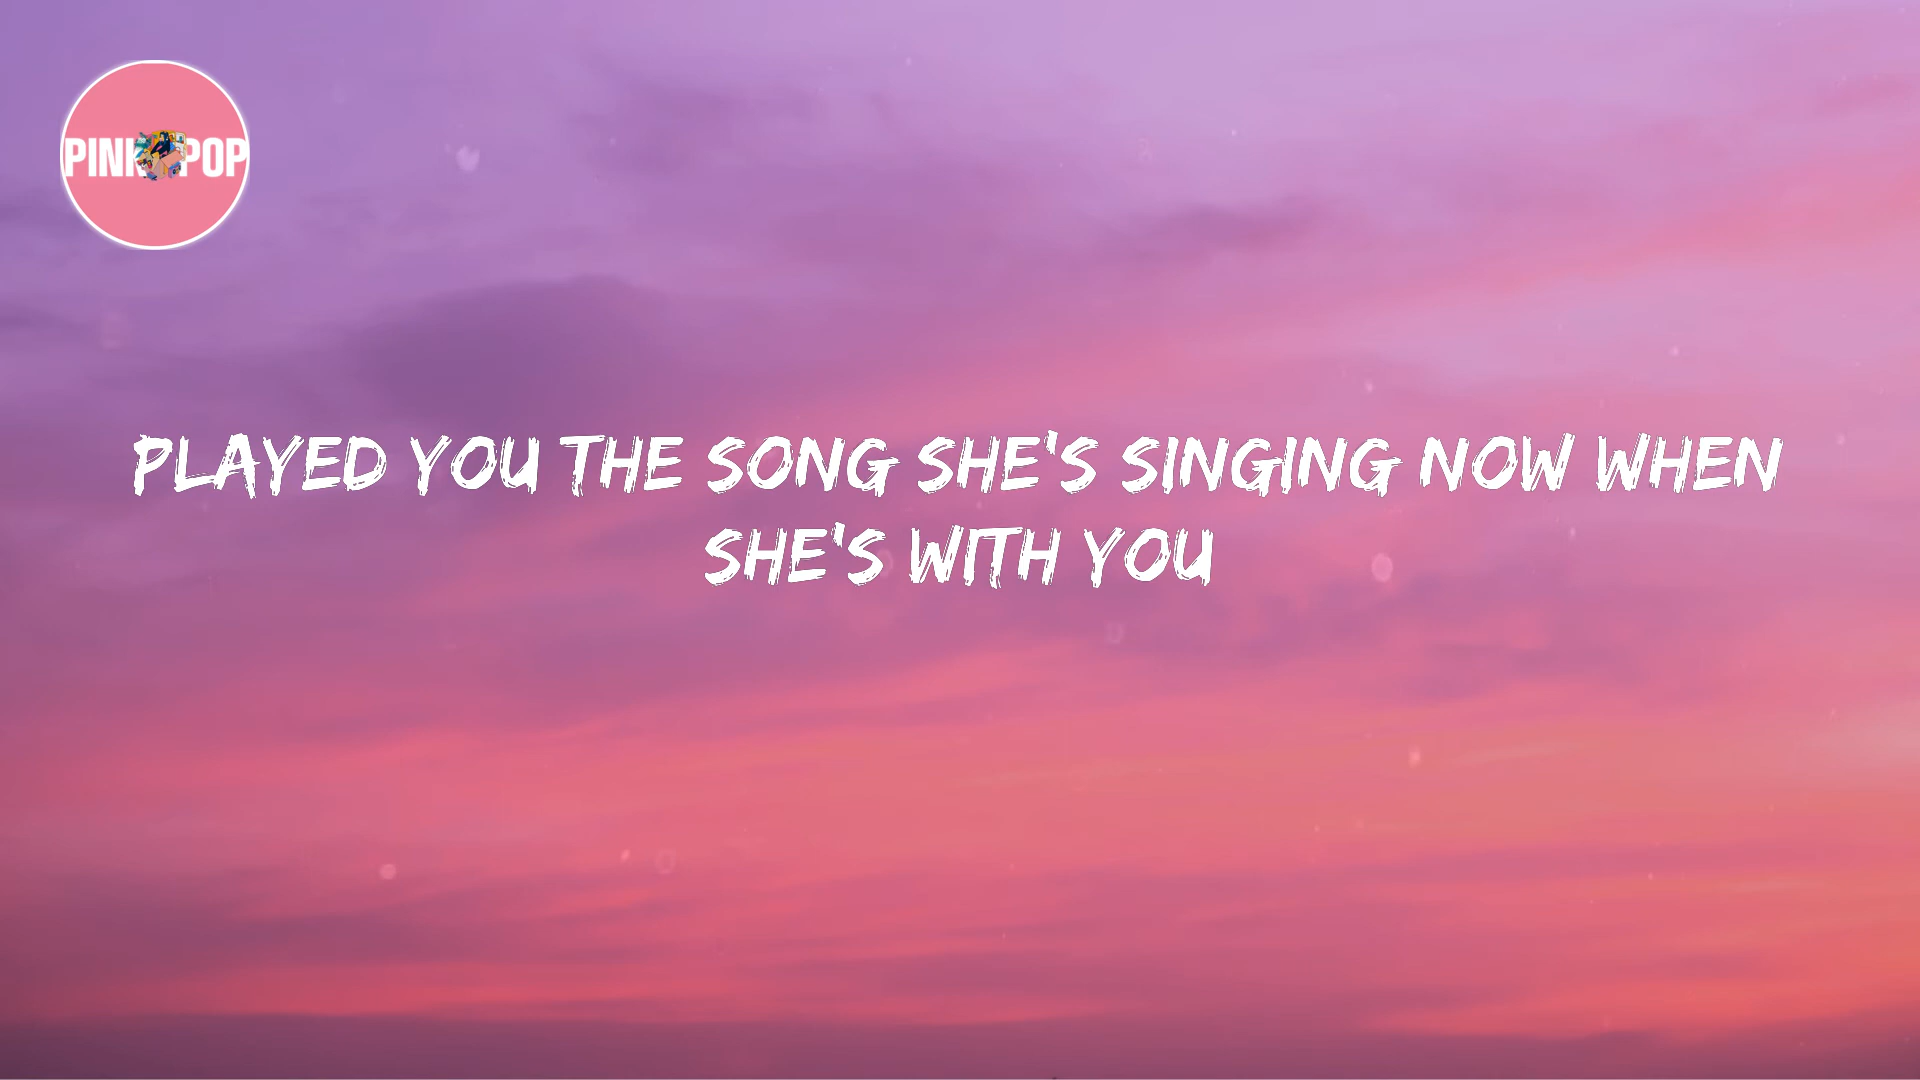 PINK POP
PLAYED YOU THE SONG SHE'S SINGING NOW WHEN
SHE'S WITH YOU